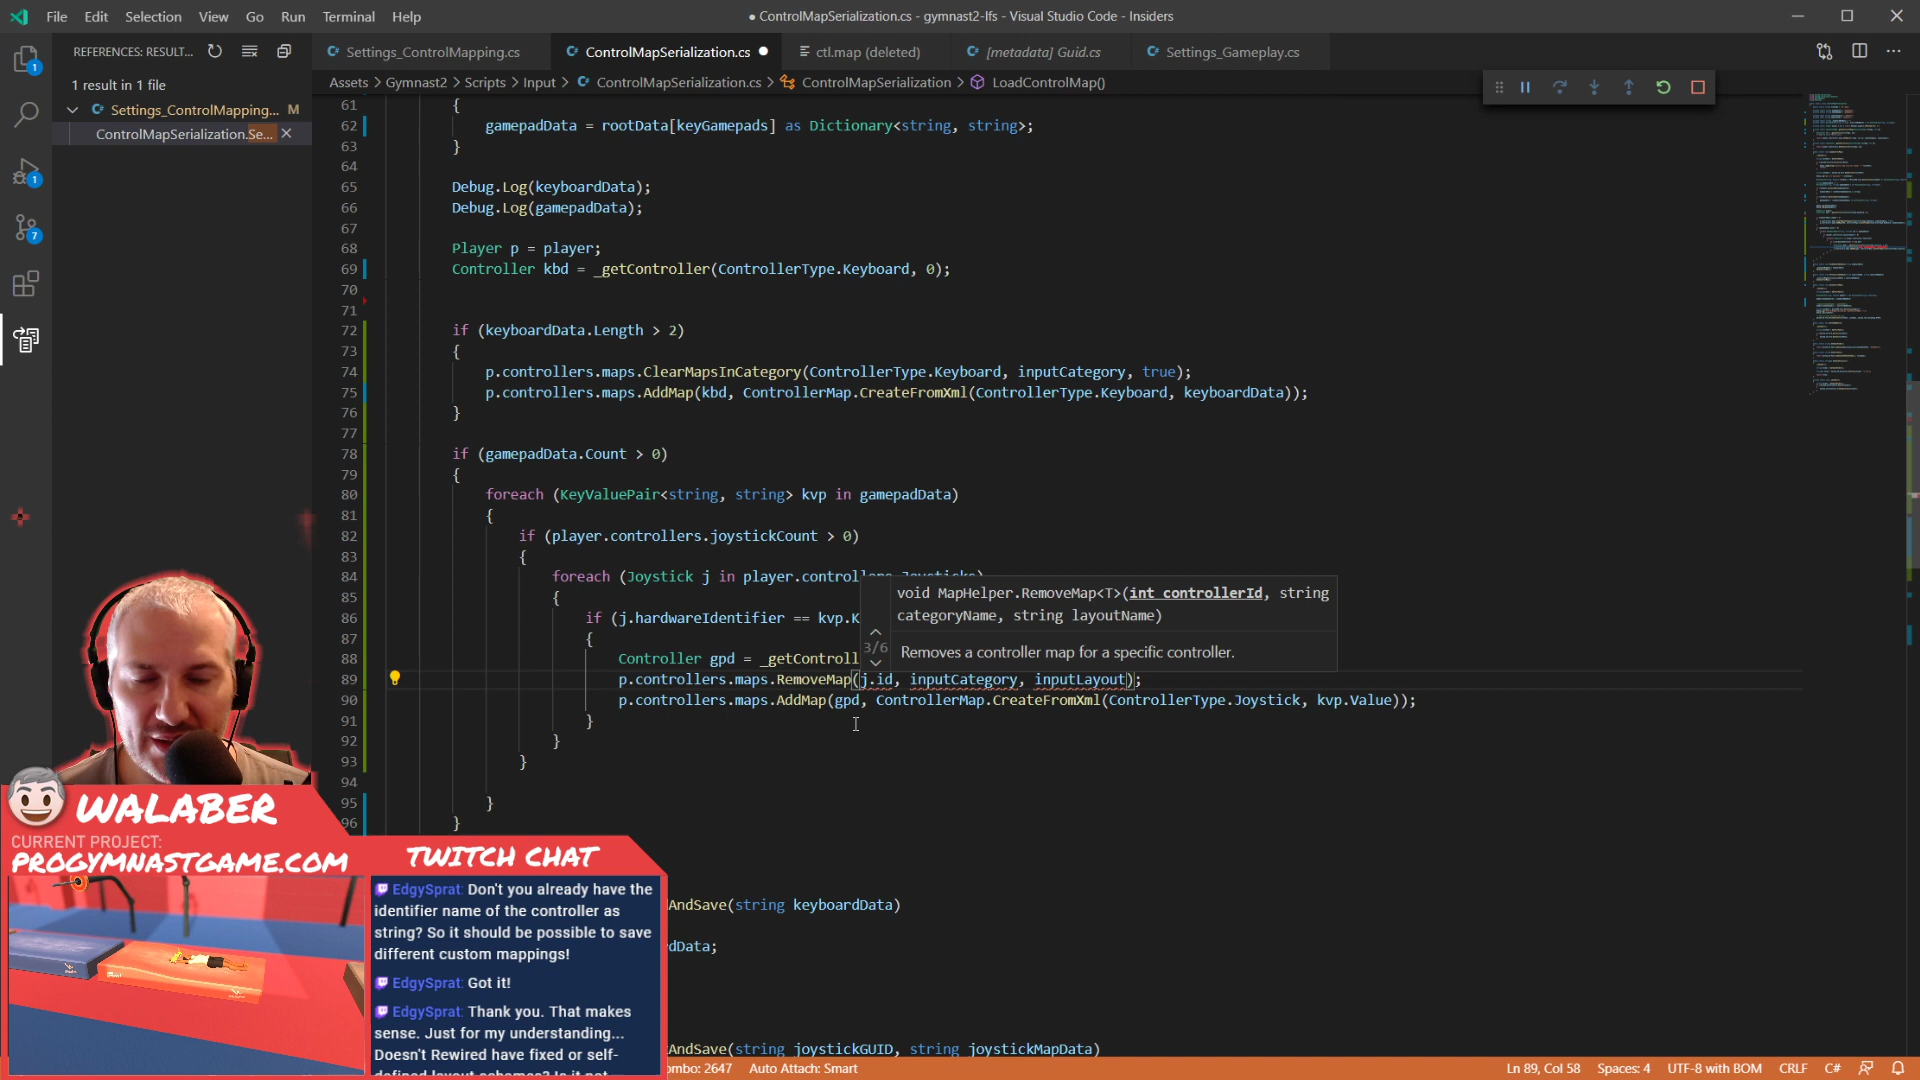 File Edit Selection View Go Run Terminal Help
● ControlMapSerialization.cs - gymnast2-lfs - Visual Studio Code - Insiders
REFERENCES: RESULT...
Settings_ControlMapping.cs ControlMapSerialization.cs ctl.map (deleted) [metadata] Guid.cs Settings_Gameplay.cs
1 result in 1 file
Settings_ControlMapping... M
ControlMapSerialization.Se...
1
1
7
Assets > Gymnast2 > Scripts > Input > ControlMapSerialization.cs > ControlMapSerialization > LoadControlMap()
61 {
62 gamepadData = rootData[keyGamepads] as Dictionary<string, string>;
63 }
64
65 Debug.Log(keyboardData);
66 Debug.Log(gamepadData);
67
68 Player p = player;
69 Controller kbd = _getController(ControllerType.Keyboard, 0);
70
71
72 if (keyboardData.Length > 2)
73 {
74 p.controllers.maps.ClearMapsInCategory(ControllerType.Keyboard, inputCategory, true);
75 p.controllers.maps.AddMap(kbd, ControllerMap.CreateFromXml(ControllerType.Keyboard, keyboardData));
76 }
77
78 if (gamepadData.Count > 0)
79 {
80 foreach (KeyValuePair<string, string> kvp in gamepadData)
81 {
82 if (player.controllers.joystickCount > 0)
83 {
84 foreach (Joystick j in player.controllers.Joysticks)
85 {
86 if (j.hardwareIdentifier == kvp.K
87 {
88 Controller gpd = _getControll
89 p.controllers.maps.RemoveMap(j.id, inputCategory, inputLayout);
90 p.controllers.maps.AddMap(gpd, ControllerMap.CreateFromXml(ControllerType.Joystick, kvp.Value));
91 }
92 }
93 }
94
95 }
96 }
void MapHelper.RemoveMap<T>(int controllerId, string
categoryName, string layoutName)
3/6
Removes a controller map for a specific controller.
AndSave(string keyboardData)
dData;
AndSave(string joystickGUID, string joystickMapData)
WALABER
CURRENT PROJECT:
PROGYMNASTGAME.COM
TWITCH CHAT
EdgySprat: Don't you already have the
identifier name of the controller as
string? So it should be possible to save
different custom mappings!
EdgySprat: Got it!
EdgySprat: Thank you. That makes
sense. Just for my understanding...
Doesn't Rewired have fixed or self-
defined layout schemes? Is it not
ombo: 2647 Auto Attach: Smart
Ln 89, Col 58 Spaces: 4 UTF-8 with BOM CRLF C#